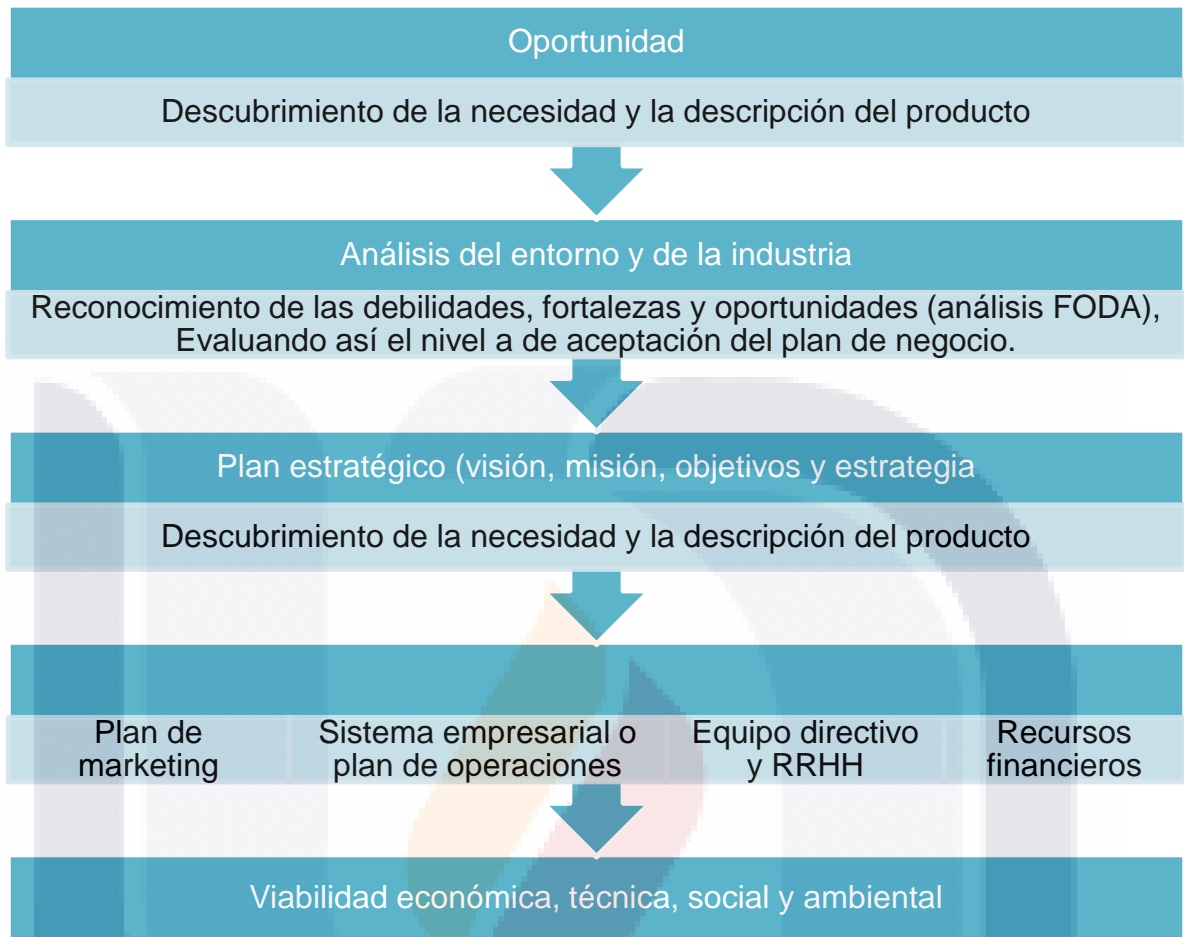 Oportunidad
Descubrimiento de la necesidad y la descripción del producto
Análisis del entorno y de la industria
Reconocimiento de las debilidades, fortalezas y oportunidades (análisis FODA),
Evaluando así el nivel a de aceptación del plan de negocio.
Plan estratégico (visión, misión, objetivos y estrategia
Descubrimiento de la necesidad y la descripción del producto
Plan de
marketing
Sistema empresarial o
plan de operaciones
Equipo directivo
y RRHH
Recursos
financieros
Viabilidad económica, técnica, social y ambiental